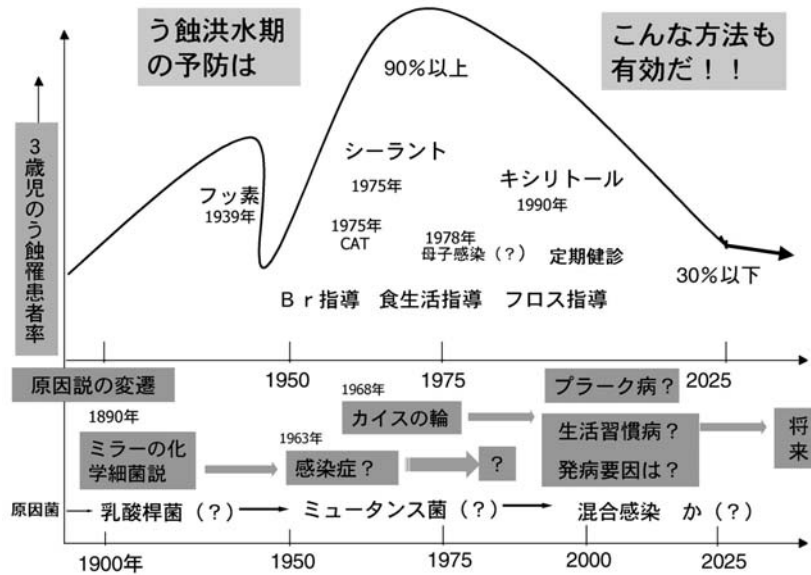 う蝕洪水期
の予防は
こんな方法も
有効だ！！
90％以上
3歳児のう蝕罹患者率
シーラント
1975年
フッ素
1939年
キシリトール
1990年
1975年
CAT
1978年
母子感染（？）
定期健診
30％以下
Ｂｒ指導　食生活指導　フロス指導
原因説の変遷
1950
1975
2025
1890年
1968年
プラーク病？
カイスの輪
ミラーの化
学細菌説
1963年
感染症？
？
生活習慣病？
発病要因は？
将来
原因菌
乳酸桿菌（？）
ミュータンス菌（？）
混合感染　か（？）
1900年
1950
1975
2000
2025